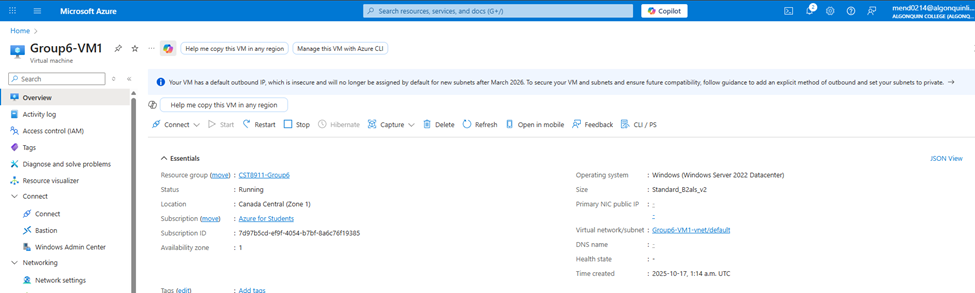 Microsoft Azure
Search resources, services, and docs (G+/)
Copilot
2
mend0214@algonquinli...
ALGONQUIN COLLEGE (ALGONQ...
Home >
Group6-VM1
Virtual machine
Help me copy this VM in any region
Manage this VM with Azure CLI
Search
Your VM has a default outbound IP, which is insecure and will no longer be assigned by default for new subnets after March 2026. To secure your VM and subnets and ensure future compatibility, follow guidance to add an explicit method of outbound and set your subnets to private. →
Help me copy this VM in any region
Connect Start Restart Stop Hibernate Capture Delete Refresh Open in mobile Feedback CLI / PS
Overview
Activity log
Access control (IAM)
Tags
Diagnose and solve problems
Resource visualizer
Connect
Connect
Bastion
Windows Admin Center
Networking
Network settings
Essentials
JSON View
Resource group (move) : CST8911-Group6
Status : Running
Location : Canada Central (Zone 1)
Subscription (move) : Azure for Students
Subscription ID : 7d97b5cd-ef9f-4054-b7bf-8a6c76f19385
Availability zone : 1
Operating system : Windows (Windows Server 2022 Datacenter)
Size : Standard_B2als_v2
Primary NIC public IP : -
-
Virtual network/subnet : Group6-VM1-vnet/default
DNS name : -
Health state : -
Time created : 2025-10-17, 1:14 a.m. UTC
Tags (edit) : Add tags